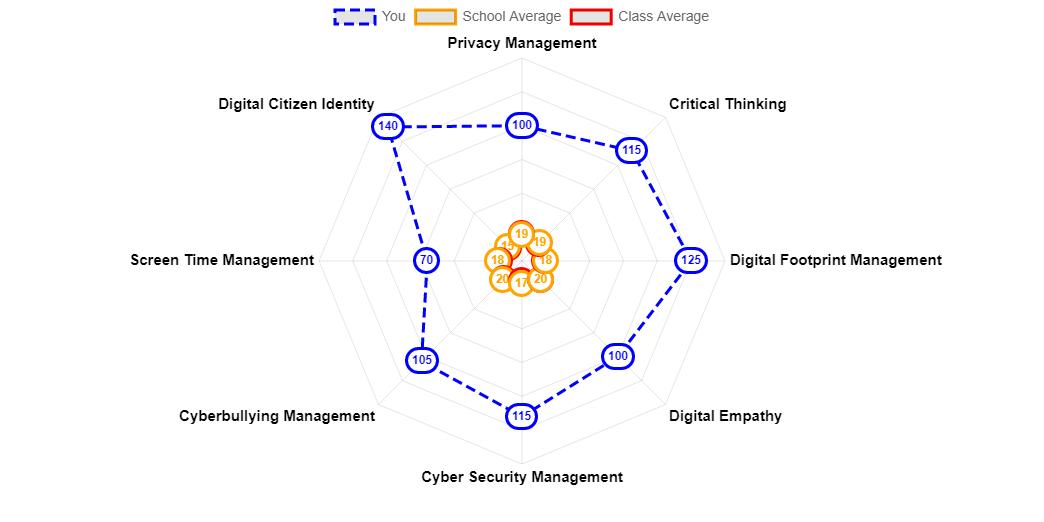 You School Average Class Average
Privacy Management
Digital Citizen Identity Critical Thinking
140 100 115
19
15 19
Screen Time Management 70 18 18 125 Digital Footprint Management
20 17 20
105 100
Cyberbullying Management 115 Digital Empathy
Cyber Security Management